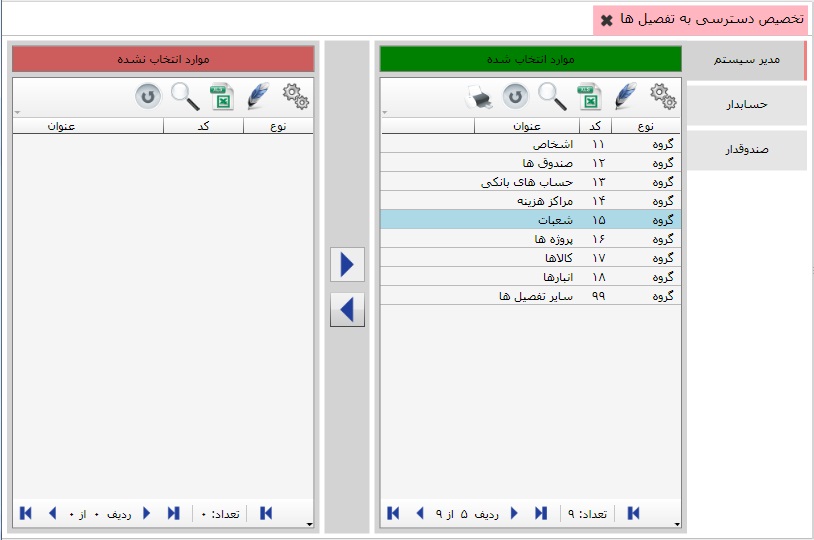 تخصیص دسترسی به تفصیل ها
مدیر سیستم
حسابدار
صندوقدار
موارد انتخاب شده
نوع کد عنوان
گروه ۱۱ اشخاص
گروه ۱۲ صندوق ها
گروه ۱۳ حساب های بانکی
گروه ۱۴ مراکز هزینه
گروه ۱۵ شعبات
گروه ۱۶ پروژه ها
گروه ۱۷ کالاها
گروه ۱۸ انبارها
گروه ۹۹ سایر تفصیل ها
تعداد: ۹ ردیف ۵ از ۹
موارد انتخاب نشده
نوع کد عنوان
تعداد: ۰ ردیف ۰ از ۰